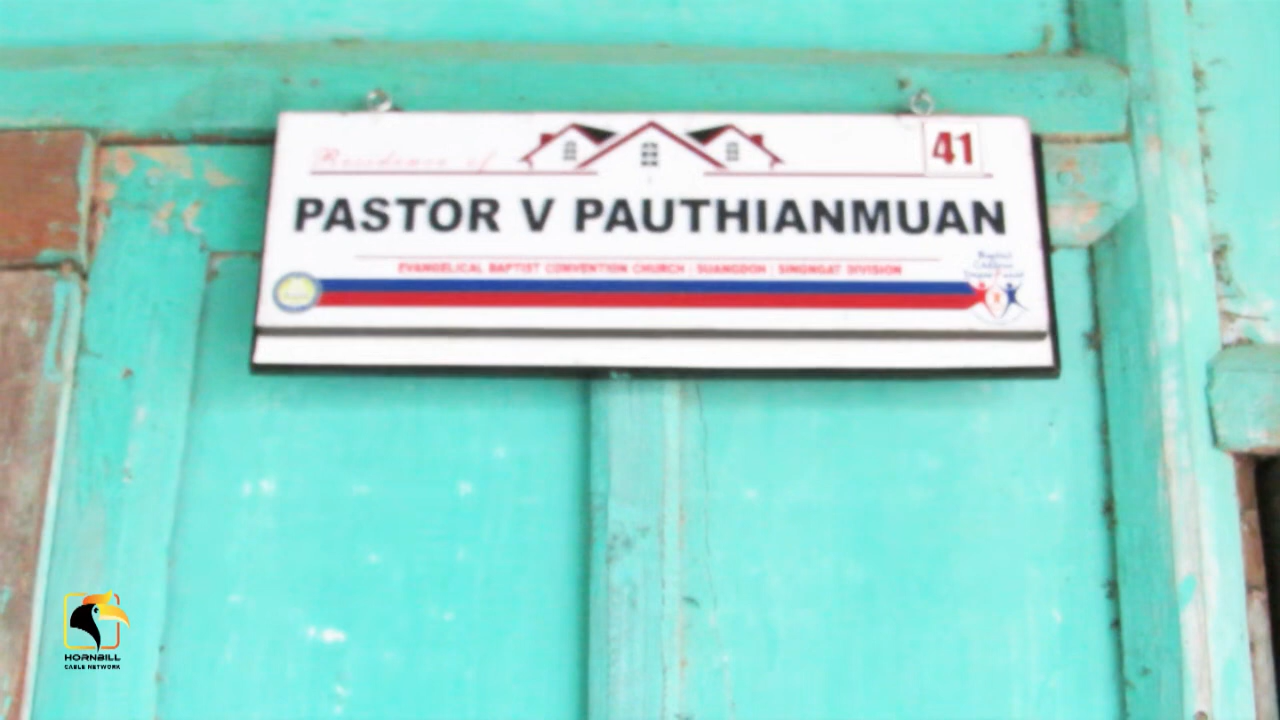 Residence of
41
PASTOR V PAUTHIANMUAN
EVANGELICAL BAPTIST CONVENTION CHURCH | SUANGDOH | SINGNGAT DIVISION
HORNBILL
CABLE NETWORK